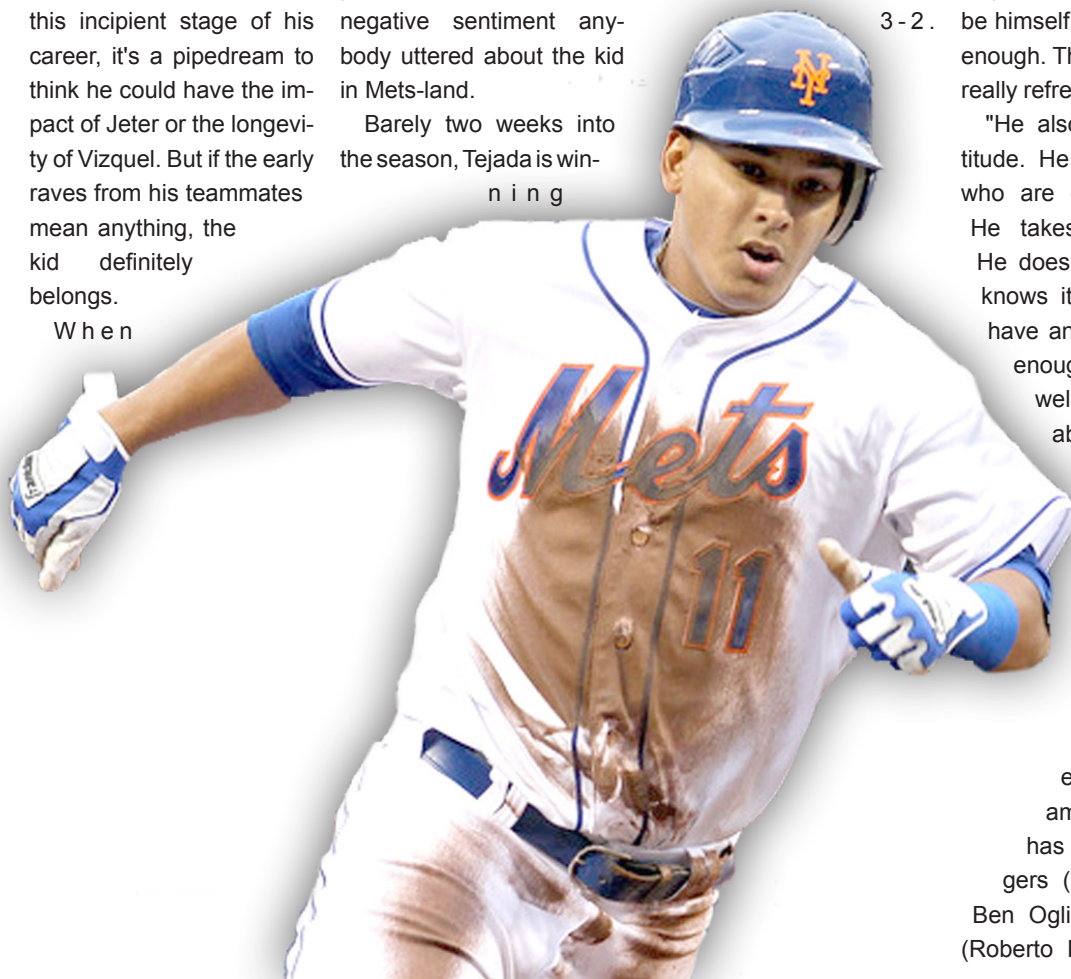 this incipient stage of his
career, it's a pipedream to
think he could have the im-
pact of Jeter or the longevi-
ty of Vizquel. But if the early
raves from his teammates
mean anything, the
kid definitely
belongs.
When
negative sentiment any-
body uttered about the kid
in Mets-land.
Barely two weeks into
the season, Tejada is win-
ning
3-2.
be himself
enough. Th
really refre
"He also
titude. He
who are
He takes
He does
knows it
have an
enoug
wel
ab
e
am
has
gers (
Ben Ogli
(Roberto
NY
Mets
11